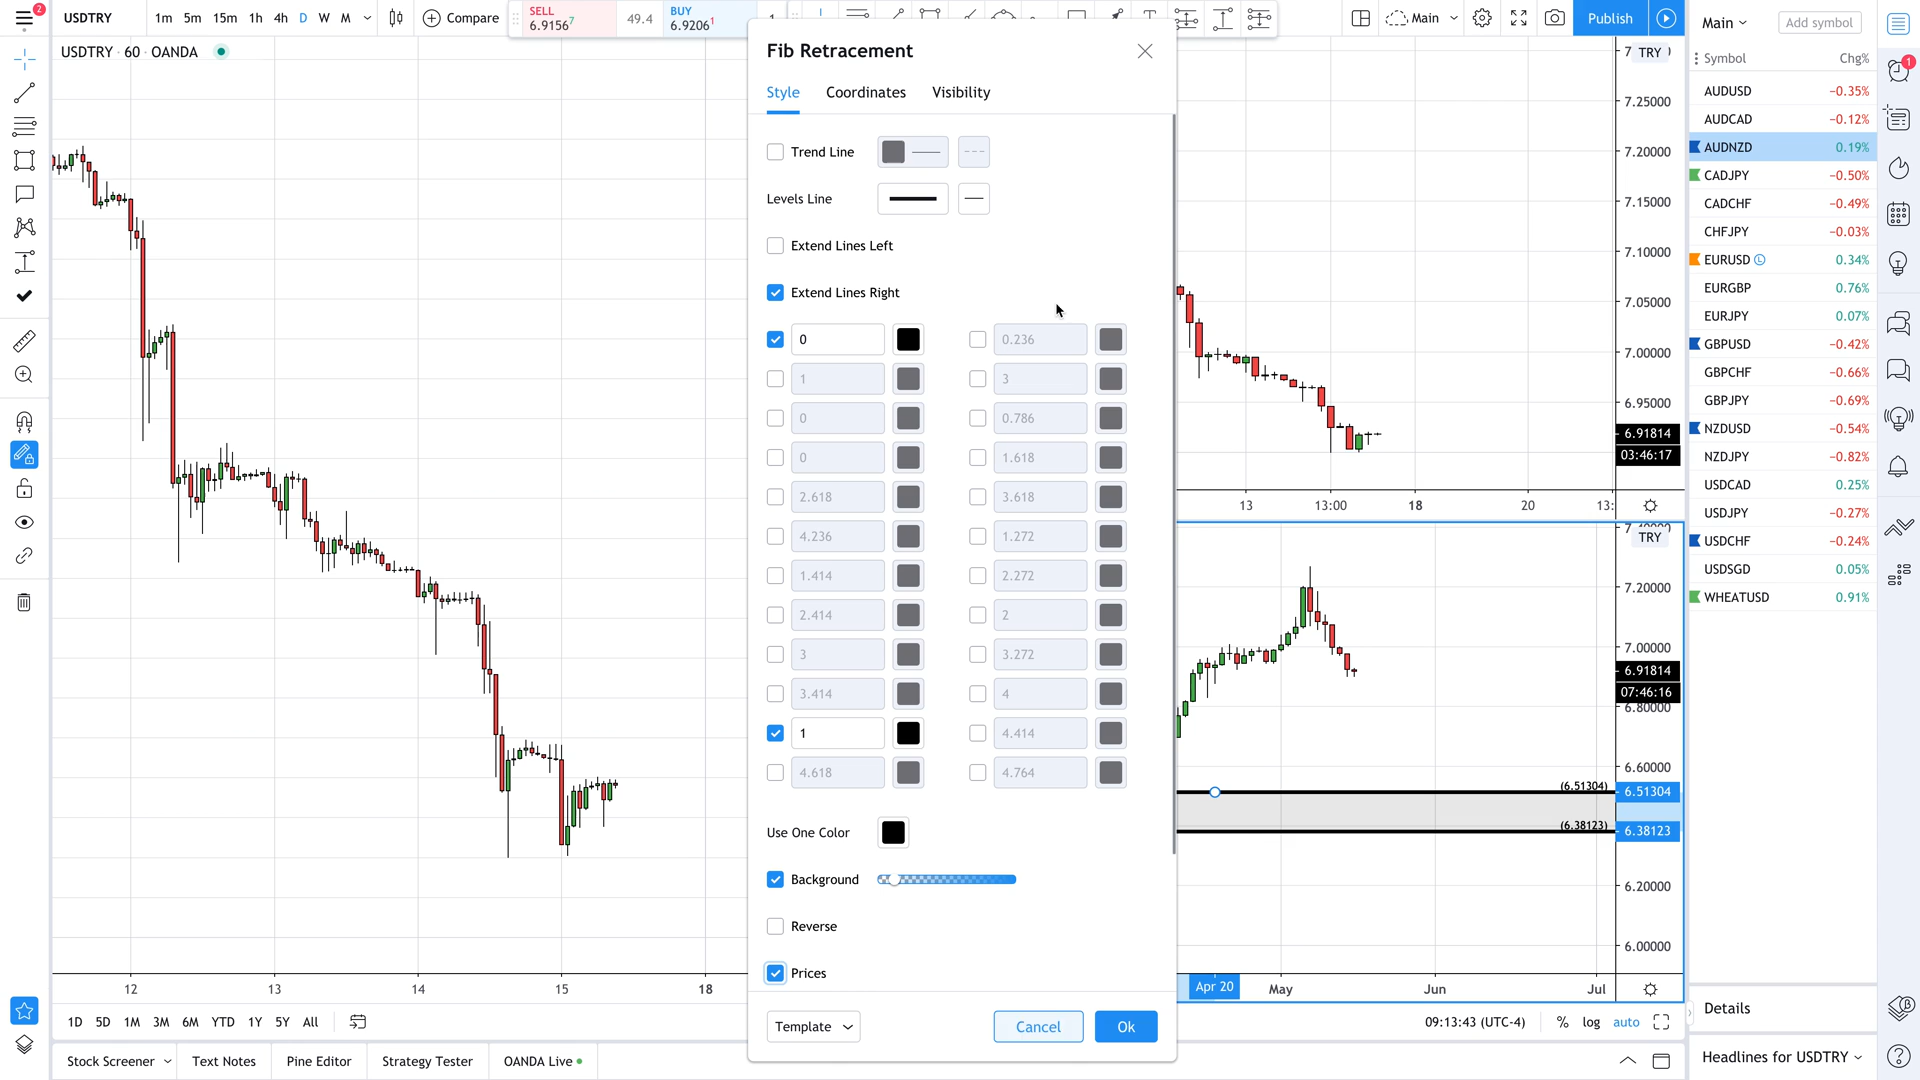 2
USDTRY
1m 5m 15m 1h 4h D W M
Compare
SELL
6.91567
49.4
BUY
6.92061
1
Main
Publish
Main
Add symbol
USDTRY · 60 · OANDA
Symbol Chg%
AUDUSD −0.35%
AUDCAD −0.12%
AUDNZD 0.19%
CADJPY −0.50%
CADCHF −0.49%
CHFJPY −0.03%
EURUSD L 0.34%
EURGBP 0.76%
EURJPY 0.07%
GBPUSD −0.42%
GBPCHF −0.66%
GBPJPY −0.69%
NZDUSD −0.54%
NZDJPY −0.82%
USDCAD 0.25%
USDJPY −0.27%
USDCHF −0.24%
USDSGD 0.05%
WHEATUSD 0.91%
1
Details
Headlines for USDTRY
Fib Retracement
Style Coordinates Visibility
Trend Line
Levels Line
Extend Lines Left
Extend Lines Right
0 0.236
1 3
0 0.786
0 1.618
2.618 3.618
4.236 1.272
1.414 2.272
2.414 2
3 3.272
3.414 4
1 4.414
4.618 4.764
Use One Color
Background
Reverse
Prices
Template
Cancel
Ok
TRY
7.25000
7.20000
7.15000
7.10000
7.05000
7.00000
6.95000
6.91814
03:46:17
13 13:00 18 20 13:
TRY
7.20000
7.00000
6.91814
07:46:16
6.80000
6.60000
(6.51304) 6.51304
(6.38123) 6.38123
6.20000
6.00000
Apr 20 May Jun Jul
12 13 14 15 18
1D 5D 1M 3M 6M YTD 1Y 5Y All
09:13:43 (UTC-4) % log auto
Stock Screener Text Notes Pine Editor Strategy Tester OANDA Live